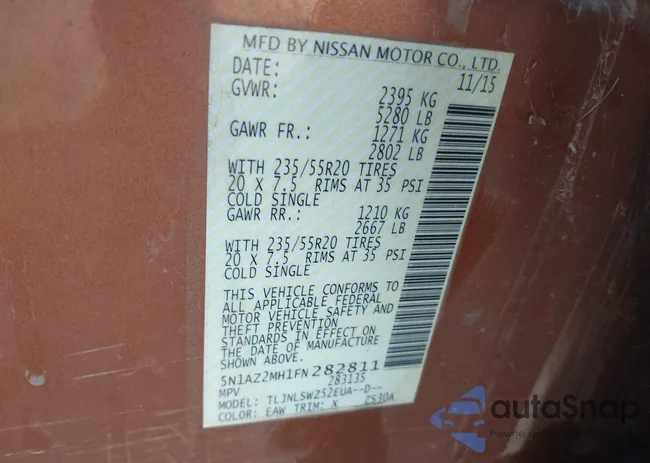 MFD BY NISSAN MOTOR CO., LTD.
DATE: 11/15
GVWR: 2395 KG
5280 LB
GAWR FR.: 1271 KG
2802 LB
WITH 235/55R20 TIRES
20 X 7.5 RIMS AT 35 PSI
COLD SINGLE
GAWR RR.: 1210 KG
2667 LB
WITH 235/55R20 TIRES
20 X 7.5 RIMS AT 35 PSI
COLD SINGLE
THIS VEHICLE CONFORMS TO
ALL APPLICABLE FEDERAL
MOTOR VEHICLE SAFETY AND
THEFT PREVENTION
STANDARDS IN EFFECT ON
THE DATE OF MANUFACTURE
SHOWN ABOVE.
5N1AZ2MH1FN282811
MPV 283135
MODEL: TLJNLSWZ52EUA--D--
COLOR: EAW TRIM: X Z530A
autaSnap